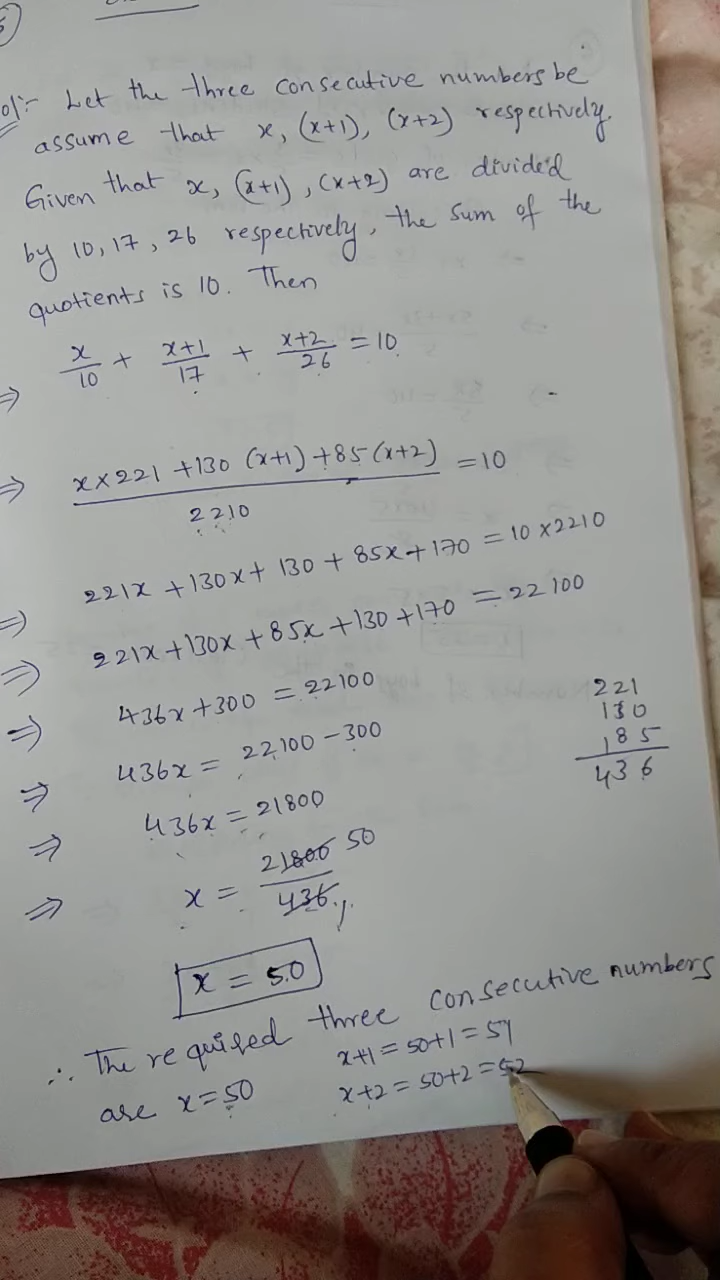 Let the three consecutive numbers be
assume that x, (x+1), (x+2) respectively.
Given that x, (x+1), (x+2) are divided
by 10, 17, 26 respectively, the sum of the
quotients is 10. Then
⇒ x/10 + (x+1)/17 + (x+2)/26 = 10
⇒ (x×221 +130 (x+1) +85 (x+2))/2210 = 10
⇒ 221x +130x + 130 + 85x + 170 = 10 ×2210
⇒ 221x +130x +85x +130 +170 = 22100
⇒ 436x +300 = 22100
⇒ 436x = 22100 - 300
⇒ 436x = 21800
⇒ x = 21800/436 50
x = 50
221
130
185
436
∴ The required three consecutive numbers
are x = 50
x+1 = 50+1 = 51
x+2 = 50+2 = 52